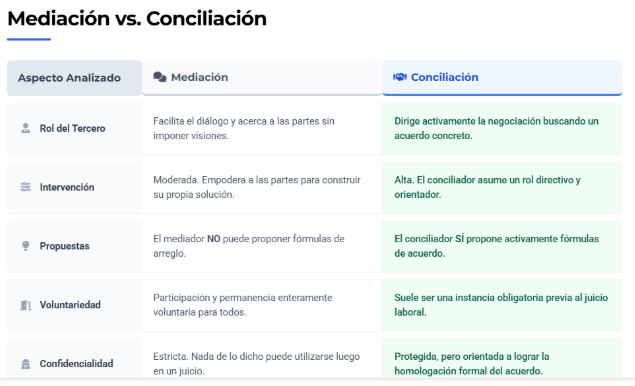 Mediación vs. Conciliación
Aspecto Analizado
Mediación
Conciliación
Rol del Tercero
Facilita el diálogo y acerca a las partes sin
imponer visiones.
Dirige activamente la negociación buscando un
acuerdo concreto.
Intervención
Moderada. Empodera a las partes para construir
su propia solución.
Alta. El conciliador asume un rol directivo y
orientador.
Propuestas
El mediador NO puede proponer fórmulas de
arreglo.
El conciliador SÍ propone activamente fórmulas
de acuerdo.
Voluntariedad
Participación y permanencia enteramente
voluntaria para todos.
Suele ser una instancia obligatoria previa al juicio
laboral.
Confidencialidad
Estricta. Nada de lo dicho puede utilizarse luego
en un juicio.
Protegida, pero orientada a lograr la
homologación formal del acuerdo.